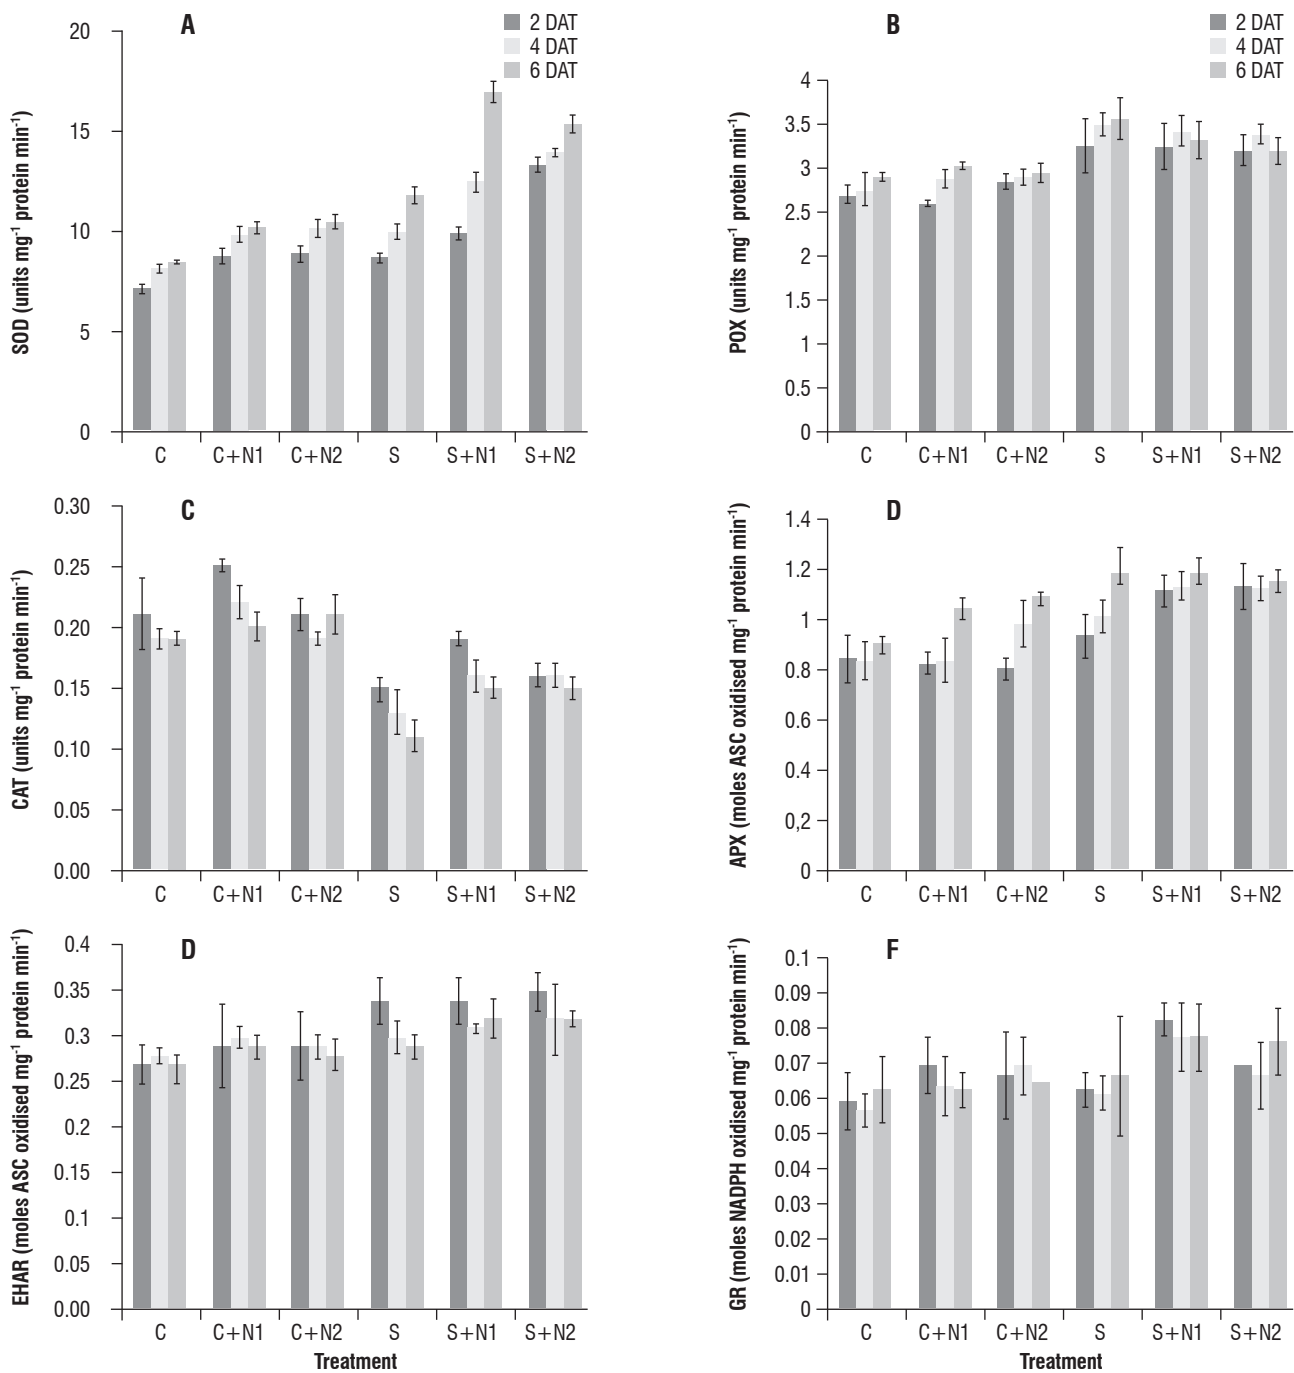 A
2 DAT
4 DAT
6 DAT
SOD (units mg-1 protein min-1)
20
15
10
5
0
C C+N1 C+N2 S S+N1 S+N2
B
2 DAT
4 DAT
6 DAT
POX (units mg-1 protein min-1)
4
3.5
3
2.5
2
1.5
1
0.5
0
C C+N1 C+N2 S S+N1 S+N2
C
CAT (units mg-1 protein min-1)
0.30
0.25
0.20
0.15
0.10
0.05
0.00
C C+N1 C+N2 S S+N1 S+N2
D
APX (moles ASC oxidised mg-1 protein min-1)
1.4
1.2
1
0.8
0.6
0.4
0,2
0
C C+N1 C+N2 S S+N1 S+N2
D
EHAR (moles ASC oxidised mg-1 protein min-1)
0.4
0.35
0.3
0.25
0.2
0.15
0.1
0.05
0.00
C C+N1 C+N2 S S+N1 S+N2
Treatment
F
GR (moles NADPH oxidised mg-1 protein min-1)
0.1
0.09
0.08
0.07
0.06
0.05
0.04
0.03
0.02
0.01
0
C C+N1 C+N2 S S+N1 S+N2
Treatment